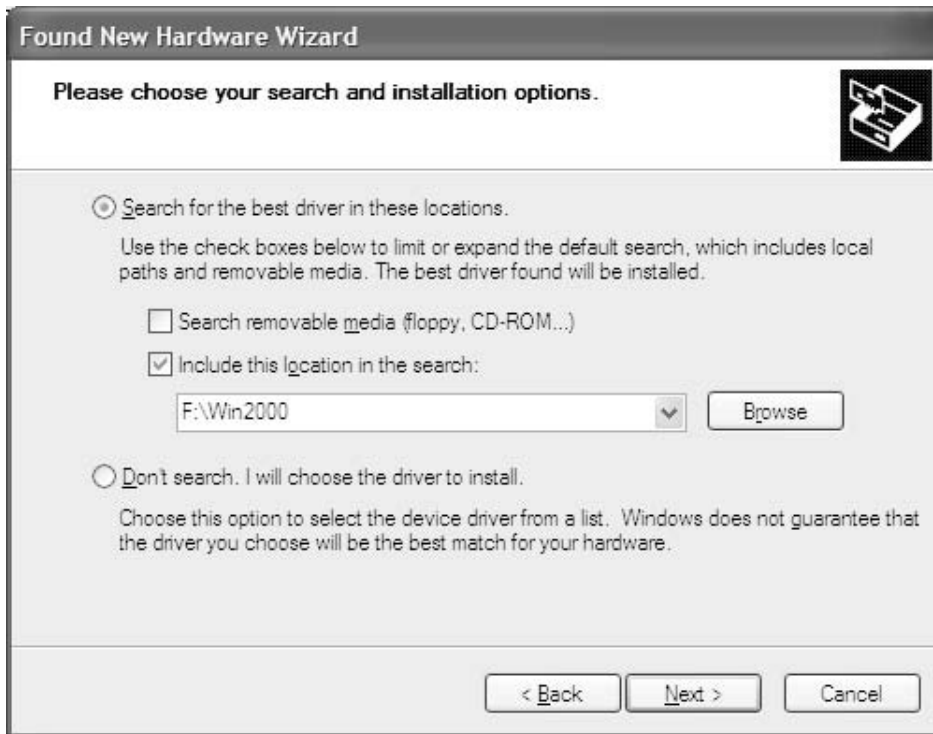 Found New Hardware Wizard
Please choose your search and installation options.
Search for the best driver in these locations.
Use the check boxes below to limit or expand the default search, which includes local
paths and removable media. The best driver found will be installed.
Search removable media (floppy, CD-ROM...)
Include this location in the search:
F:\Win2000
Browse
Don't search. I will choose the driver to install.
Choose this option to select the device driver from a list. Windows does not guarantee that
the driver you choose will be the best match for your hardware.
< Back
Next >
Cancel